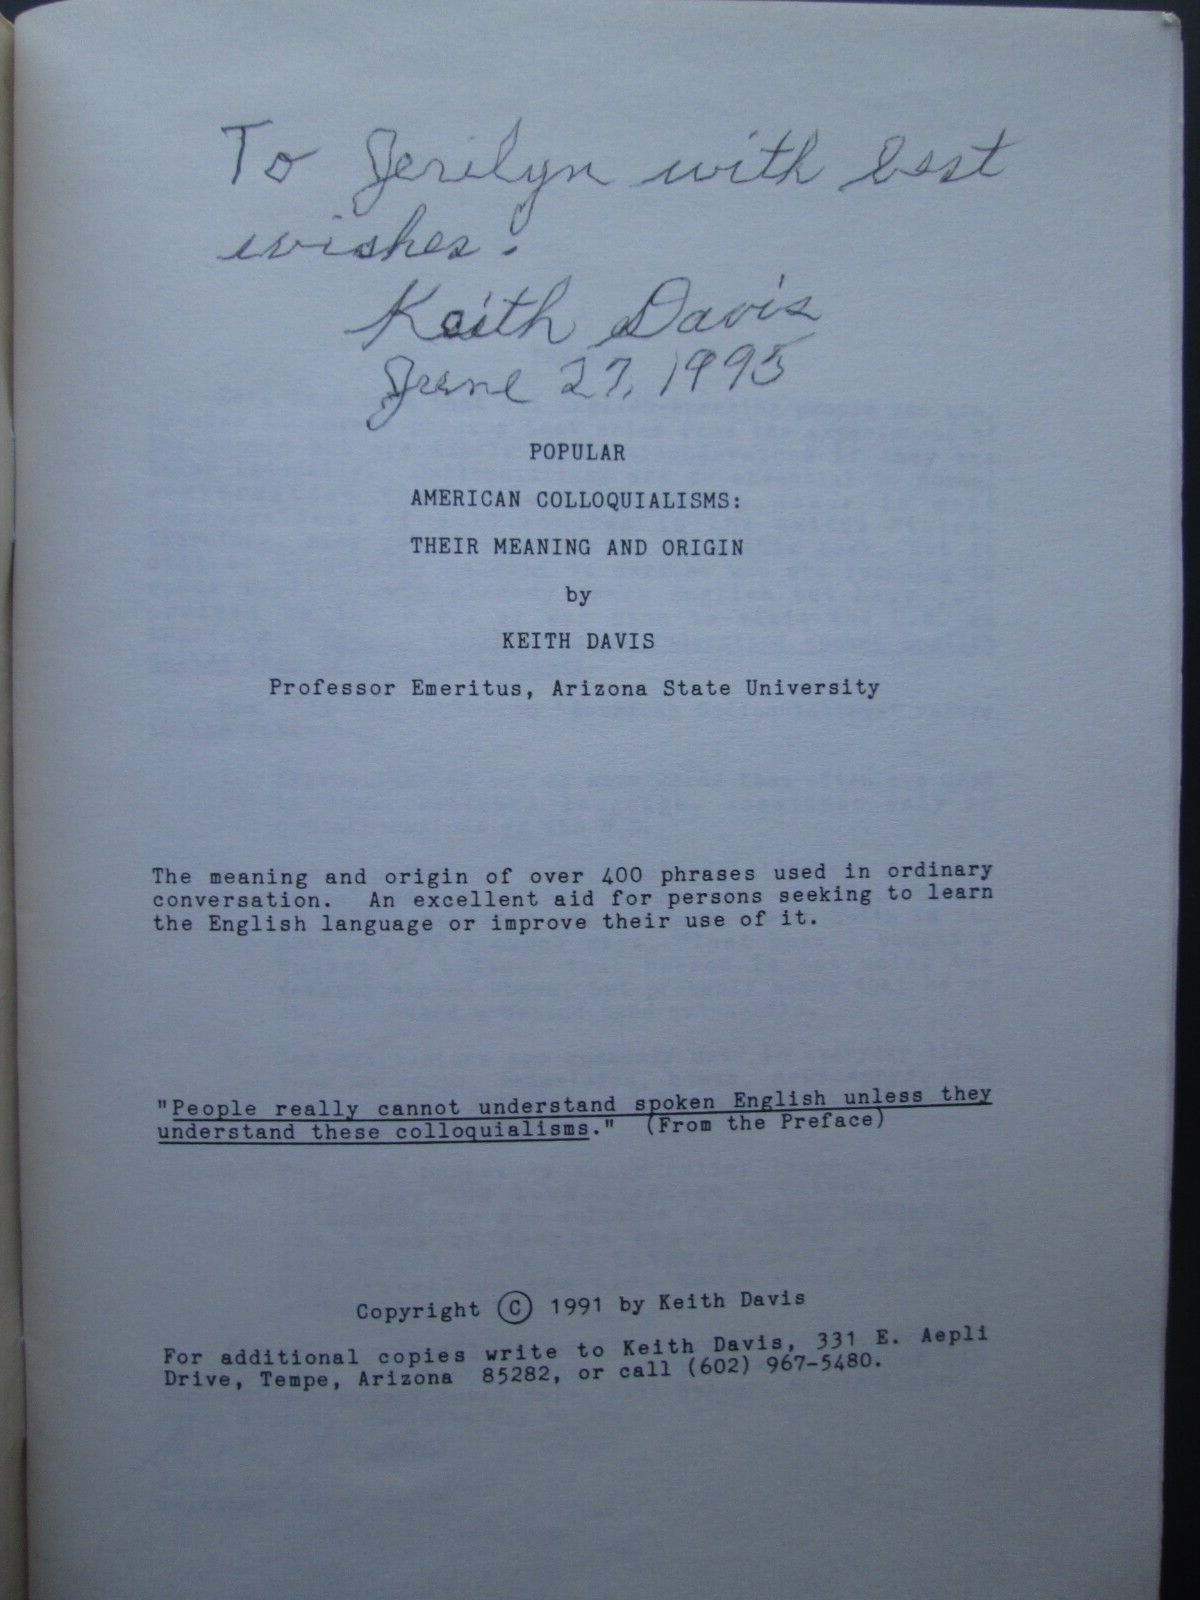 To Jerilyn with best
wishes.
Keith Davis
June 27, 1995
POPULAR
AMERICAN COLLOQUIALISMS:
THEIR MEANING AND ORIGIN
by
KEITH DAVIS
Professor Emeritus, Arizona State University
The meaning and origin of over 400 phrases used in ordinary
conversation. An excellent aid for persons seeking to learn
the English language or improve their use of it.
"People really cannot understand spoken English unless they
understand these colloquialisms." (From the Preface)
Copyright © 1991 by Keith Davis
For additional copies write to Keith Davis, 331 E. Aepli
Drive, Tempe, Arizona 85282, or call (602) 967-5480.